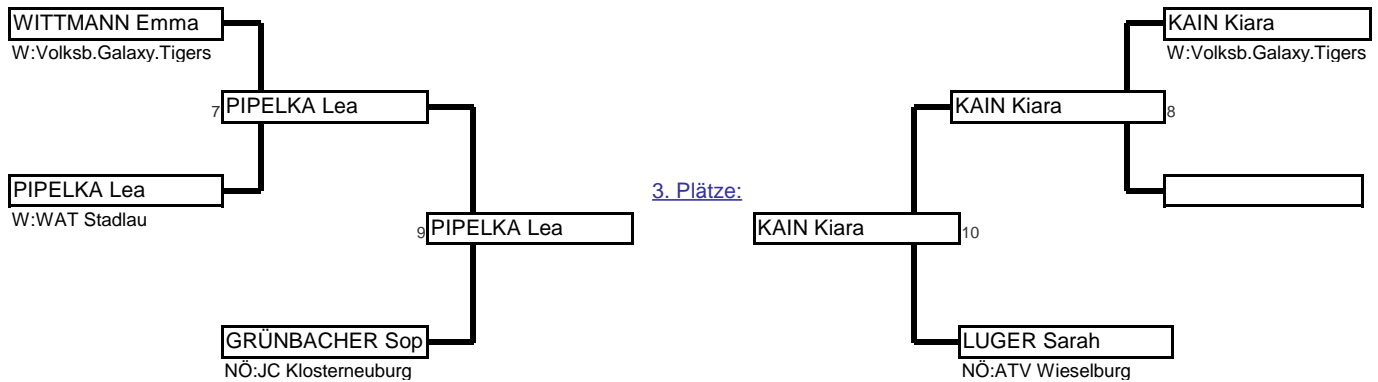 WITTMANN Emma
W:Volksb.Galaxy.Tigers
KAIN Kiara
W:Volksb.Galaxy.Tigers
7 PIPELKA Lea
KAIN Kiara 8
PIPELKA Lea
W:WAT Stadlau
3. Plätze:
9 PIPELKA Lea
KAIN Kiara 10
GRÜNBACHER Sop
NÖ:JC Klosterneuburg
LUGER Sarah
NÖ:ATV Wieselburg